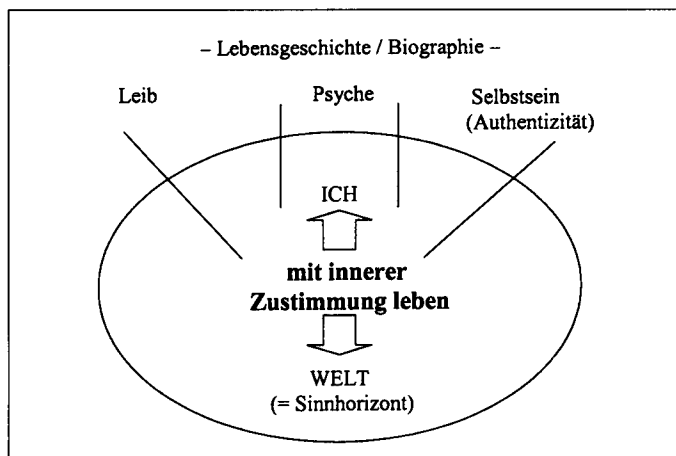 – Lebensgeschichte / Biographie –
Leib
Psyche
Selbstsein
(Authentizität)
ICH
mit innerer
Zustimmung leben
WELT
(= Sinnhorizont)